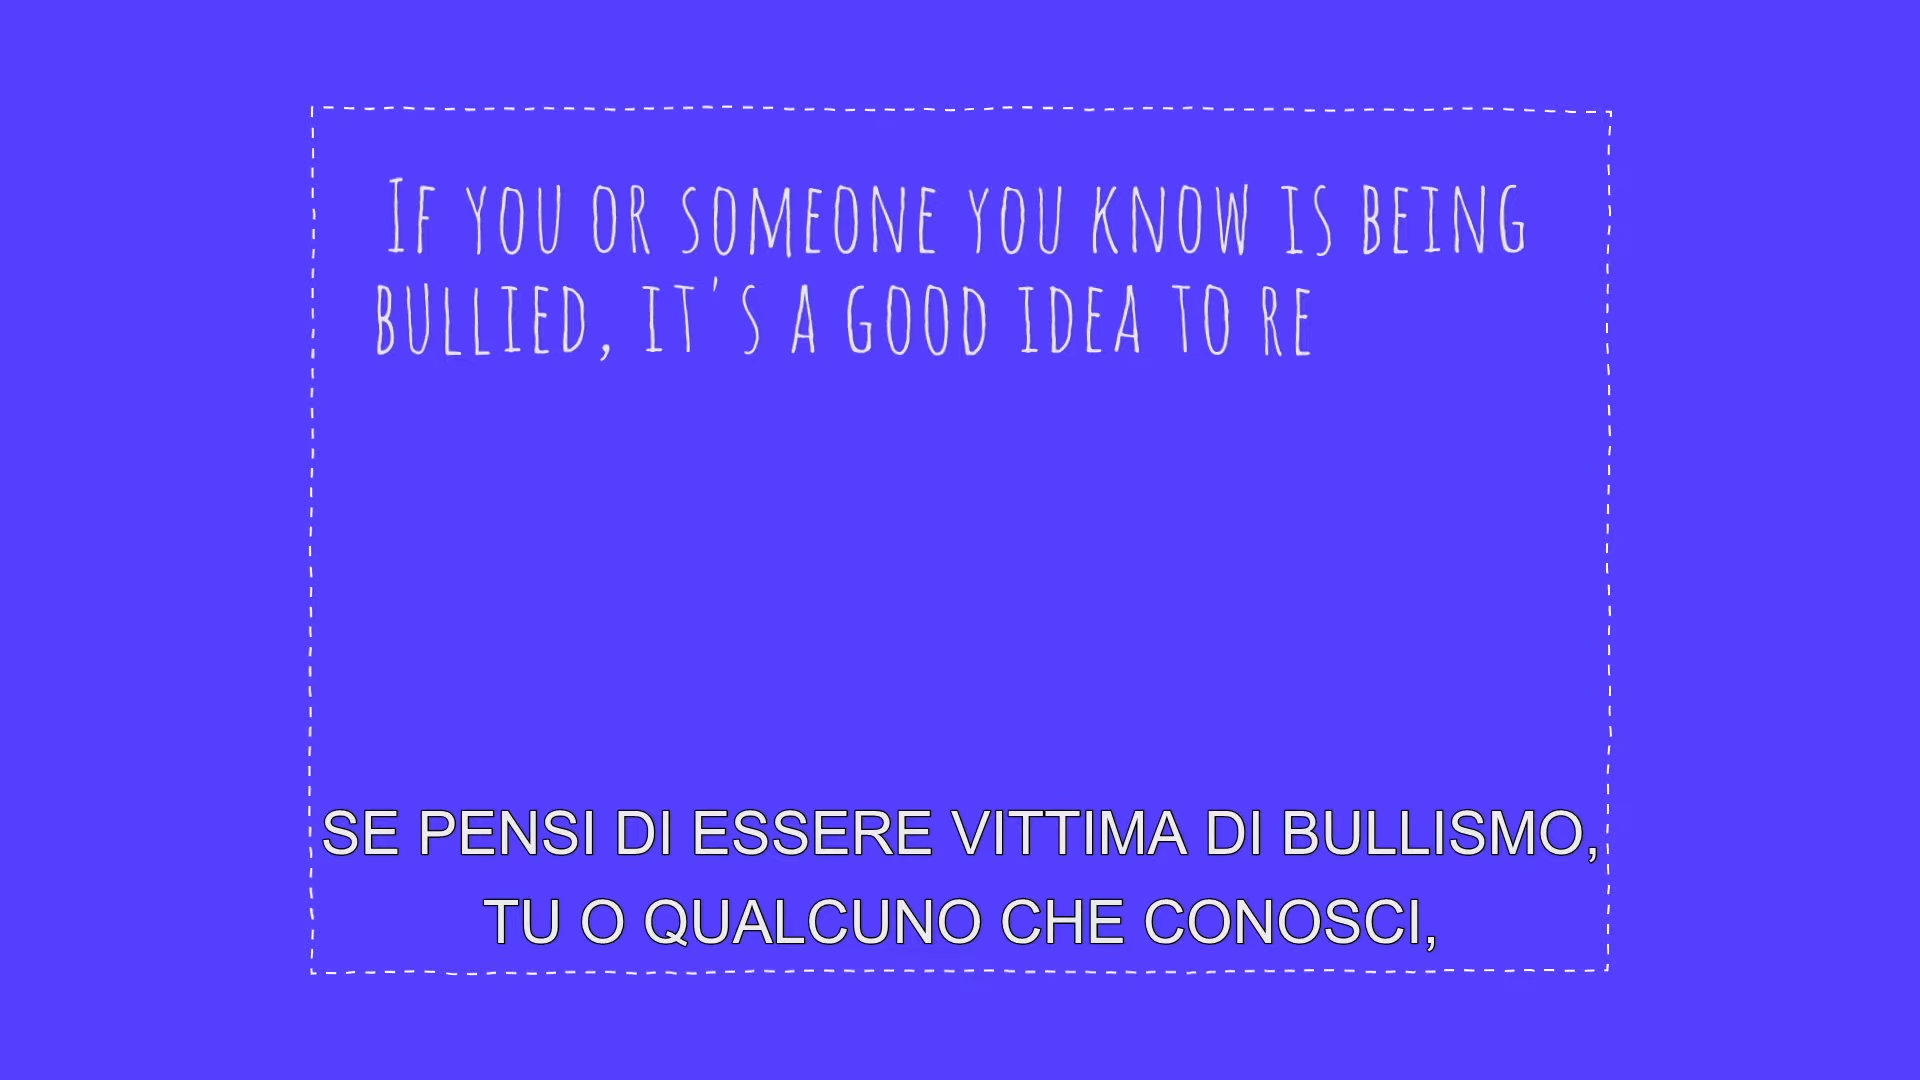 If you or someone you know is being
bullied, it's a good idea to re
SE PENSI DI ESSERE VITTIMA DI BULLISMO,
TU O QUALCUNO CHE CONOSCI,